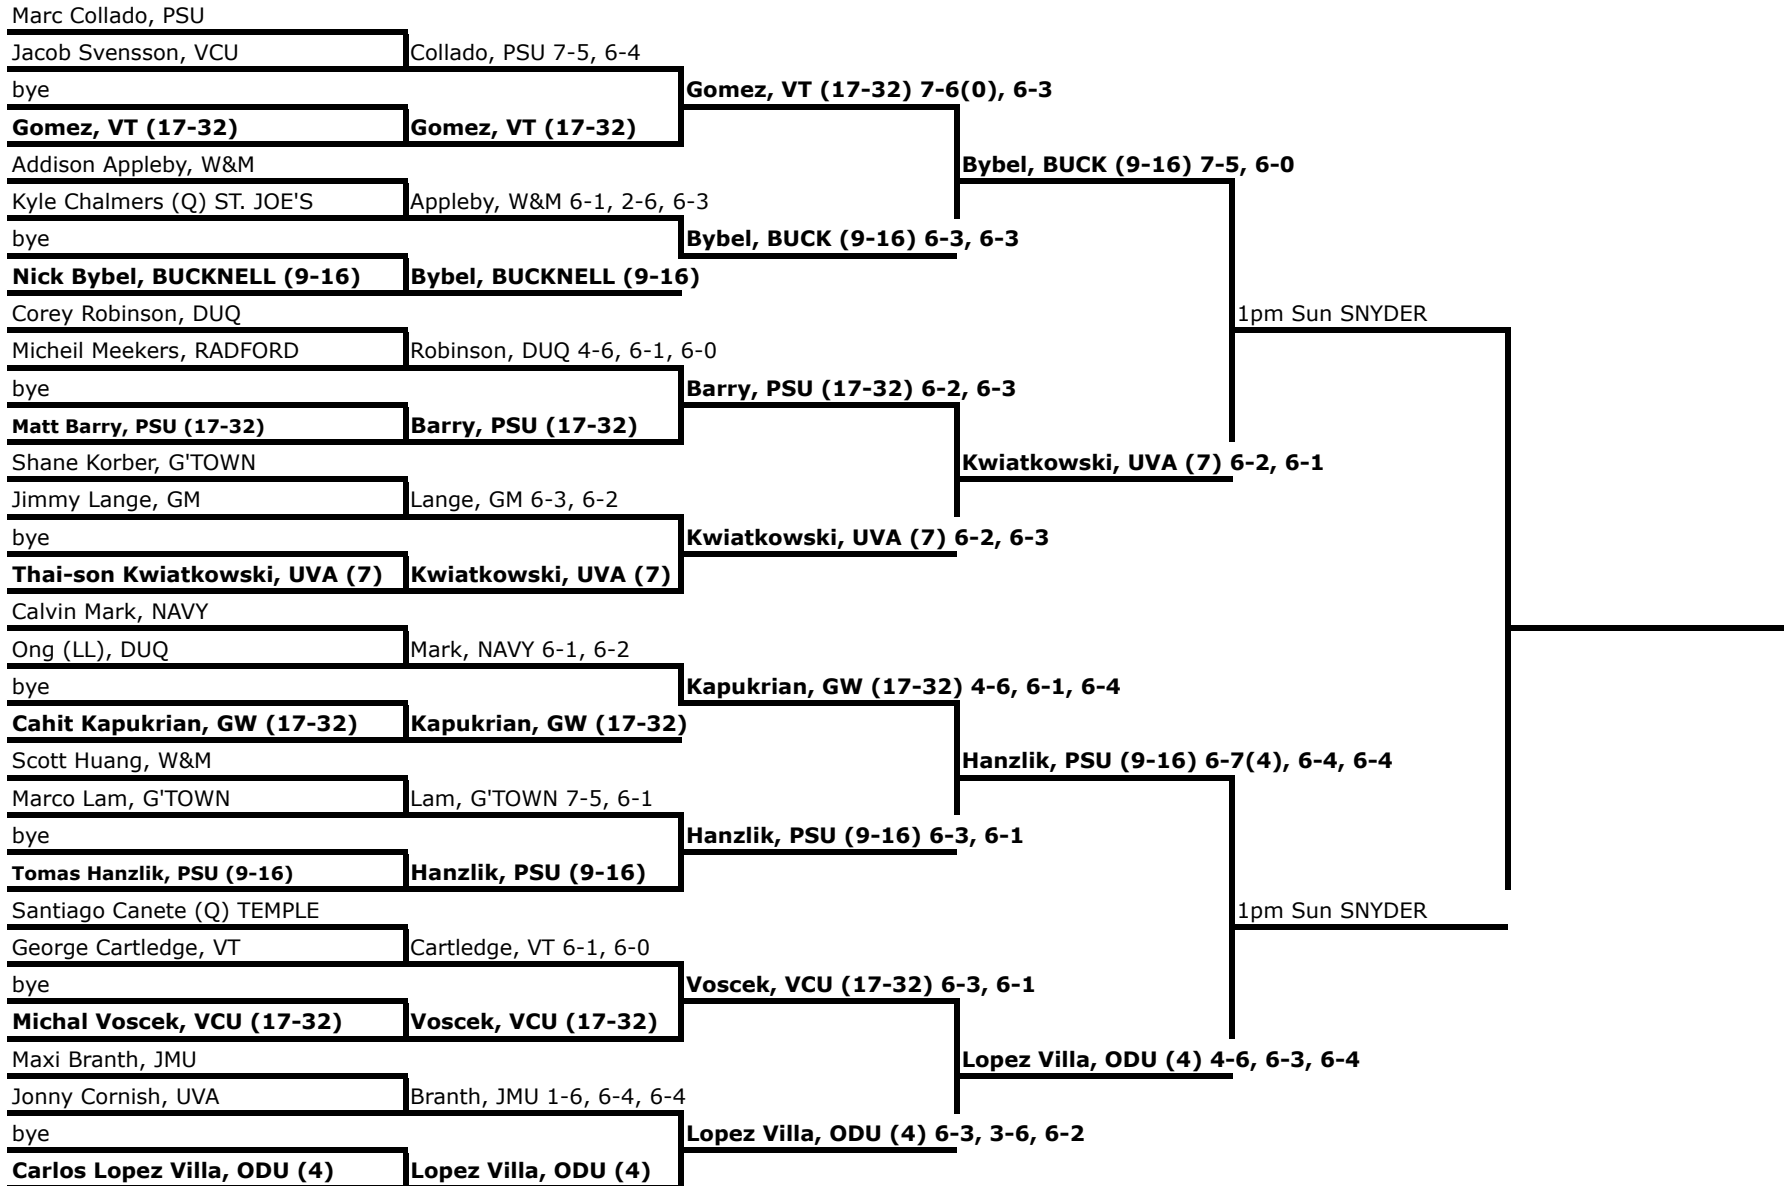 Marc Collado, PSU
Jacob Svensson, VCU Collado, PSU 7-5, 6-4
bye Gomez, VT (17-32) 7-6(0), 6-3
Gomez, VT (17-32) Gomez, VT (17-32)
Addison Appleby, W&M Bybel, BUCK (9-16) 7-5, 6-0
Kyle Chalmers (Q) ST. JOE'S Appleby, W&M 6-1, 2-6, 6-3
bye Bybel, BUCK (9-16) 6-3, 6-3
Nick Bybel, BUCKNELL (9-16) Bybel, BUCKNELL (9-16)
Corey Robinson, DUQ 1pm Sun SNYDER
Micheil Meekers, RADFORD Robinson, DUQ 4-6, 6-1, 6-0
bye Barry, PSU (17-32) 6-2, 6-3
Matt Barry, PSU (17-32) Barry, PSU (17-32)
Shane Korber, G'TOWN Kwiatkowski, UVA (7) 6-2, 6-1
Jimmy Lange, GM Lange, GM 6-3, 6-2
bye Kwiatkowski, UVA (7) 6-2, 6-3
Thai-son Kwiatkowski, UVA (7) Kwiatkowski, UVA (7)
Calvin Mark, NAVY
Ong (LL), DUQ Mark, NAVY 6-1, 6-2
bye Kapukrian, GW (17-32) 4-6, 6-1, 6-4
Cahit Kapukrian, GW (17-32) Kapukrian, GW (17-32)
Scott Huang, W&M Hanzlik, PSU (9-16) 6-7(4), 6-4, 6-4
Marco Lam, G'TOWN Lam, G'TOWN 7-5, 6-1
bye Hanzlik, PSU (9-16) 6-3, 6-1
Tomas Hanzlik, PSU (9-16) Hanzlik, PSU (9-16)
Santiago Canete (Q) TEMPLE 1pm Sun SNYDER
George Cartledge, VT Cartledge, VT 6-1, 6-0
bye Voscek, VCU (17-32) 6-3, 6-1
Michal Voscek, VCU (17-32) Voscek, VCU (17-32)
Maxi Branth, JMU Lopez Villa, ODU (4) 4-6, 6-3, 6-4
Jonny Cornish, UVA Branth, JMU 1-6, 6-4, 6-4
bye Lopez Villa, ODU (4) 6-3, 3-6, 6-2
Carlos Lopez Villa, ODU (4) Lopez Villa, ODU (4)